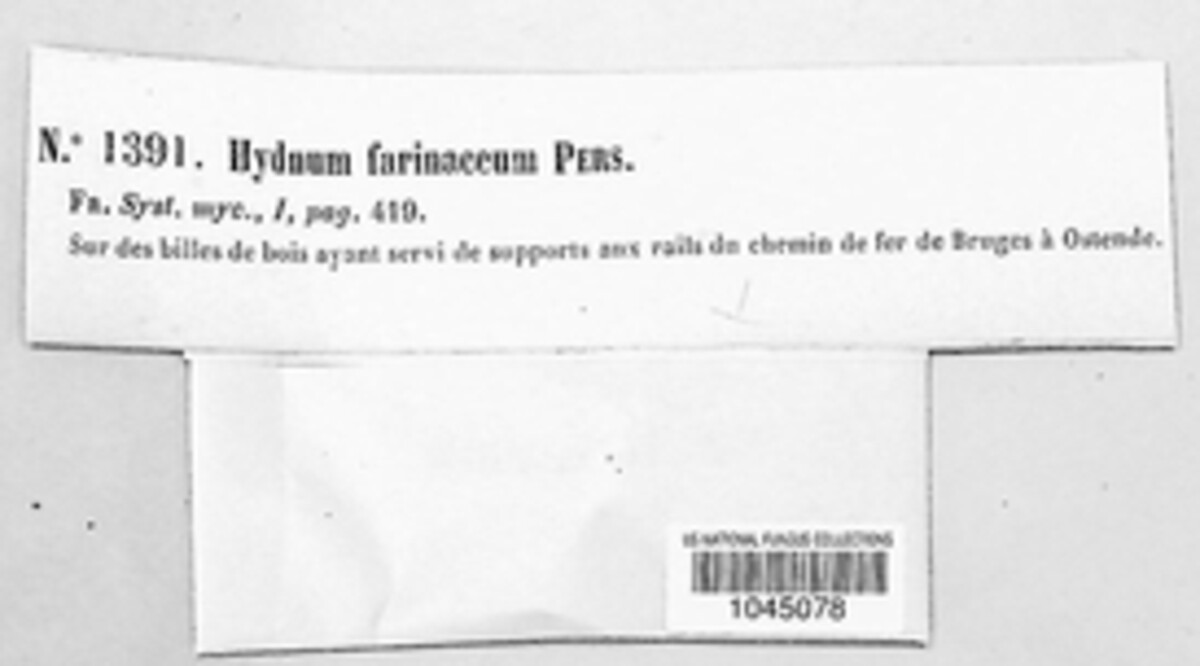 N.° 1391. Hydnum farinaceum PERS.
FR. Syst. myc., I, pag. 419.
Sur des billes de bois ayant servi de supports aux rails du chemin de fer de Bruges à Ostende.
US NATIONAL FUNGUS COLLECTIONS
1045078